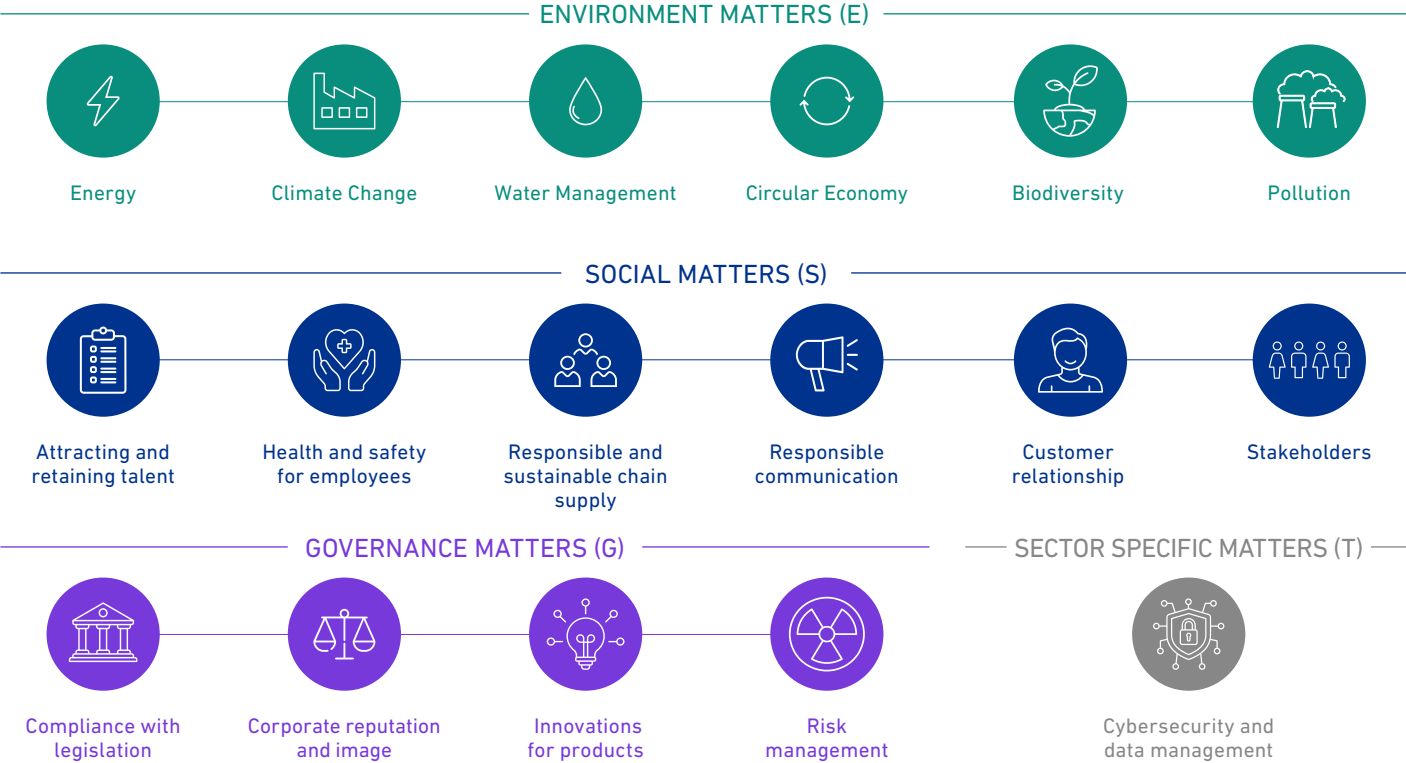 ENVIRONMENT MATTERS (E)
Energy
Climate Change
Water Management
Circular Economy
Biodiversity
Pollution
SOCIAL MATTERS (S)
Attracting and
retaining talent
Health and safety
for employees
Responsible and
sustainable chain
supply
Responsible
communication
Customer
relationship
Stakeholders
GOVERNANCE MATTERS (G)
Compliance with
legislation
Corporate reputation
and image
Innovations
for products
Risk
management
SECTOR SPECIFIC MATTERS (T)
Cybersecurity and
data management